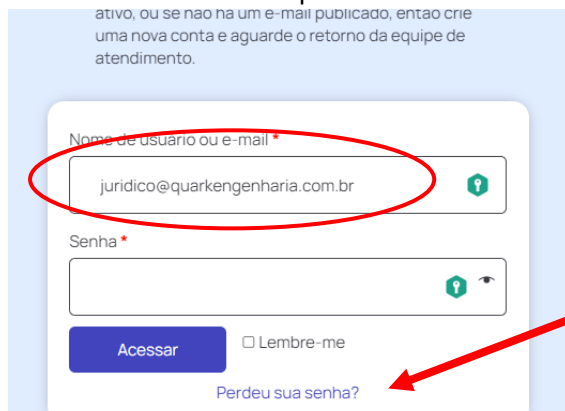 ativo, ou se não há um e-mail publicado, então crie
uma nova conta e aguarde o retorno da equipe de
atendimento.
Nome de usuário ou e-mail *
juridico@quarkengenharia.com.br
Senha *
Acessar
Lembre-me
Perdeu sua senha?